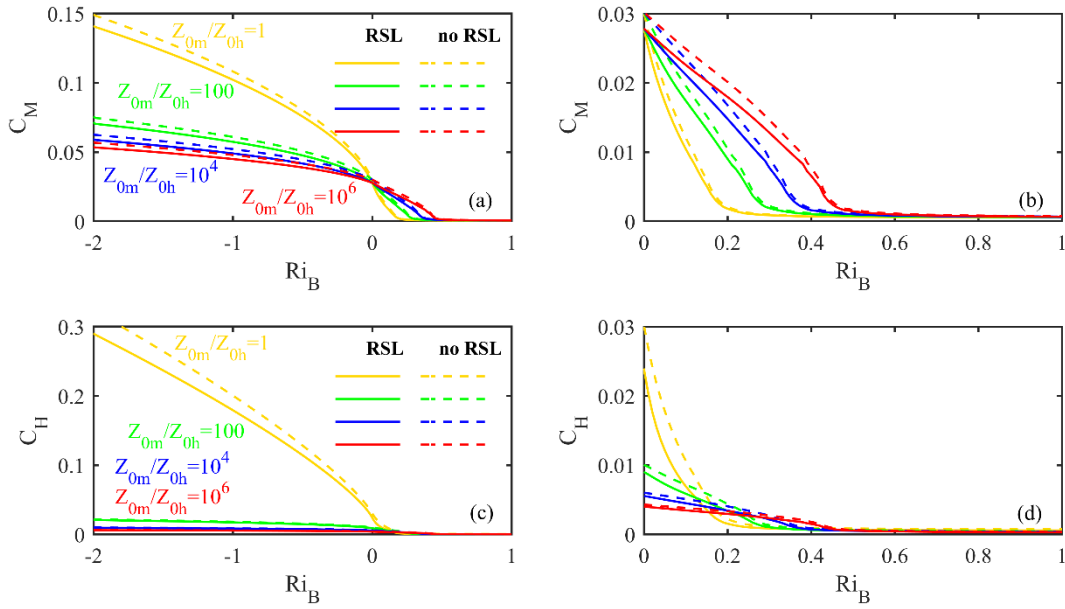 0.15
0.1
0.05
0
C_M
Z_0m/Z_0h=1
Z_0m/Z_0h=100
Z_0m/Z_0h=10^4
Z_0m/Z_0h=10^6
RSL no RSL
(a)
-2 -1 0 1
Ri_B
0.03
0.02
0.01
0
C_M
(b)
0 0.2 0.4 0.6 0.8 1
Ri_B
0.3
0.2
0.1
0
C_H
Z_0m/Z_0h=1
Z_0m/Z_0h=100
Z_0m/Z_0h=10^4
Z_0m/Z_0h=10^6
RSL no RSL
(c)
-2 -1 0 1
Ri_B
0.03
0.02
0.01
0
C_H
(d)
0 0.2 0.4 0.6 0.8 1
Ri_B